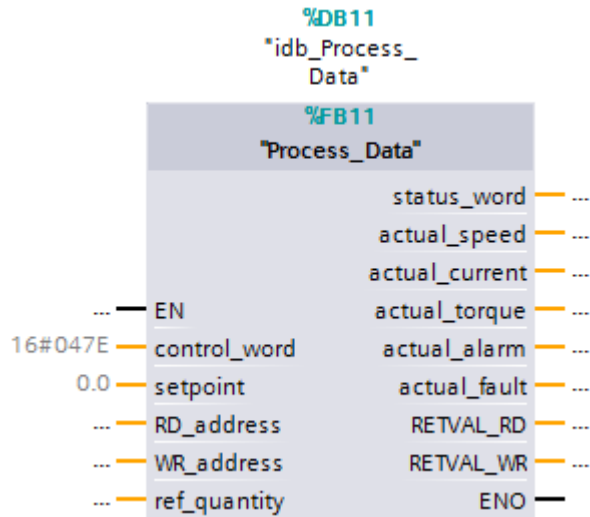 %DB11
"idb_Process_
Data"
%FB11
"Process_Data"
status_word ...
actual_speed ...
actual_current ...
... EN actual_torque ...
16#047E control_word actual_alarm ...
0.0 setpoint actual_fault ...
... RD_address RETVAL_RD ...
... WR_address RETVAL_WR ...
... ref_quantity ENO